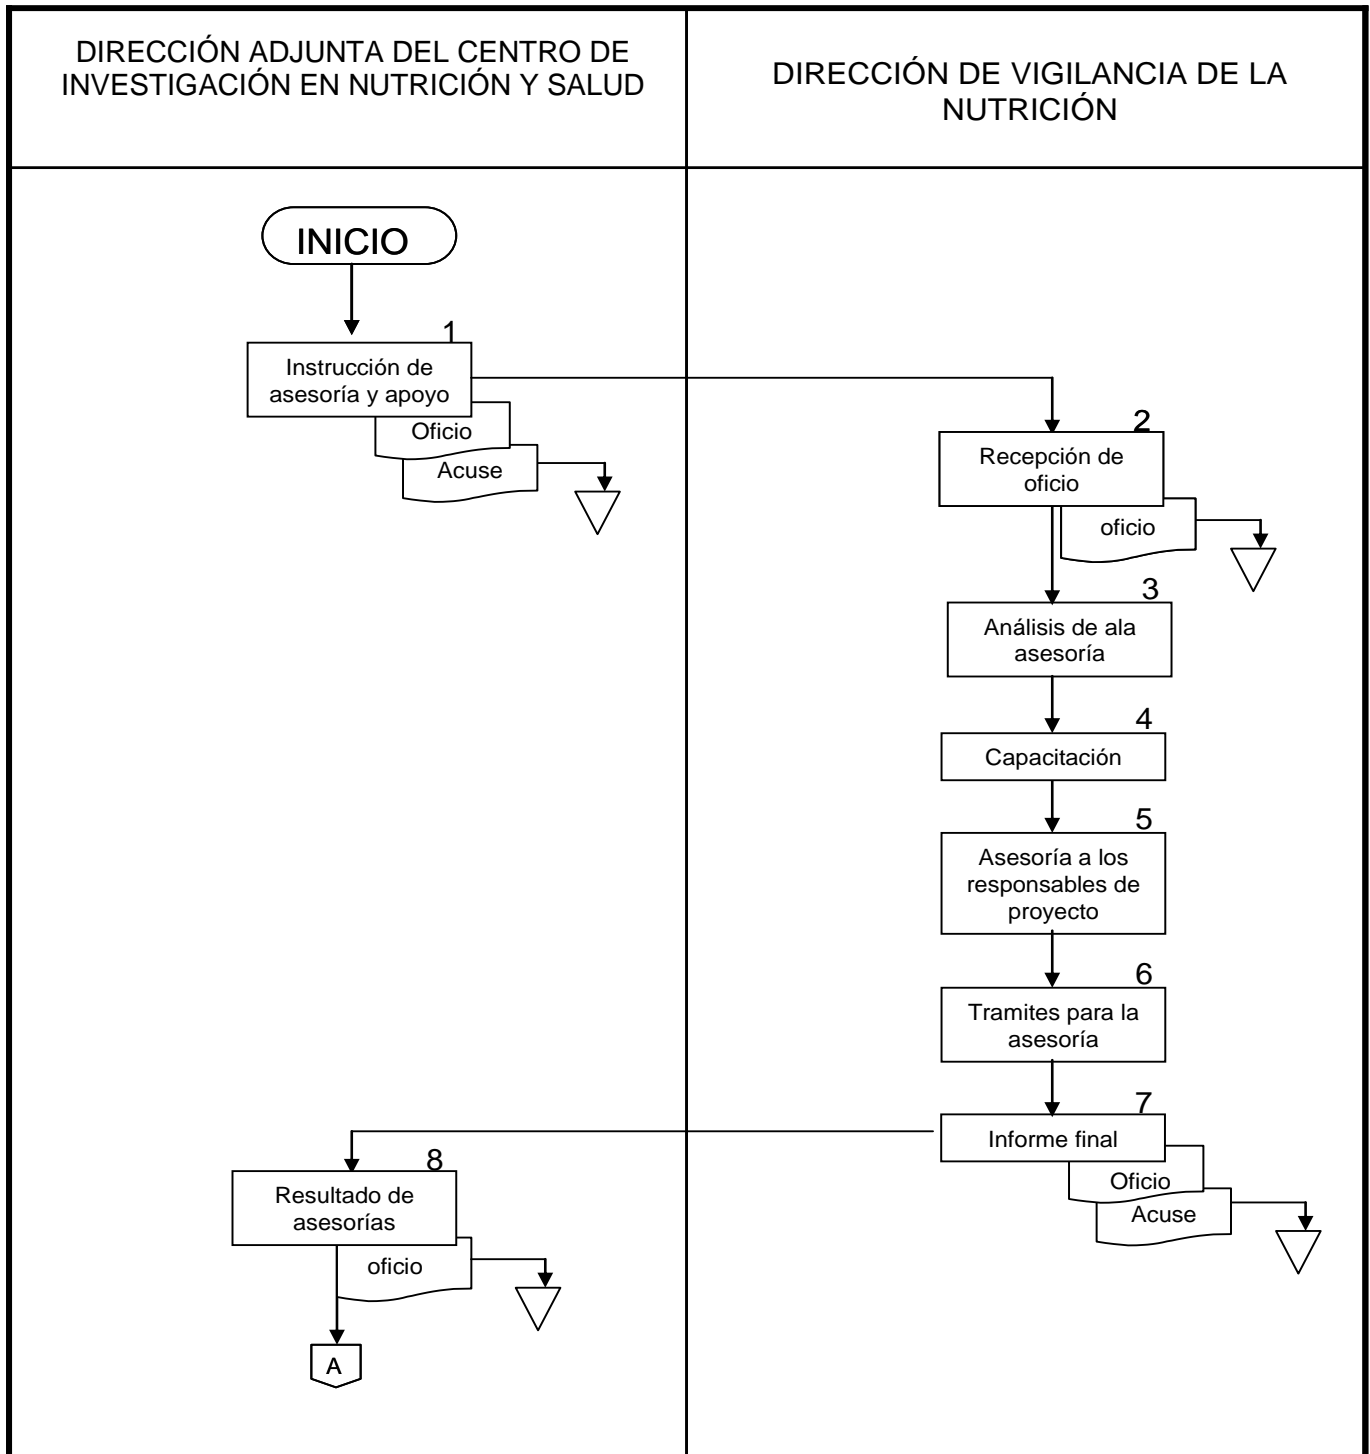 DIRECCIÓN ADJUNTA DEL CENTRO DE
INVESTIGACIÓN EN NUTRICIÓN Y SALUD
DIRECCIÓN DE VIGILANCIA DE LA
NUTRICIÓN
INICIO
1
Instrucción de
asesoría y apoyo
Oficio
Acuse
2
Recepción de
oficio
oficio
3
Análisis de ala
asesoría
4
Capacitación
5
Asesoría a los
responsables de
proyecto
6
Tramites para la
asesoría
7
Informe final
Oficio
Acuse
8
Resultado de
asesorías
oficio
A